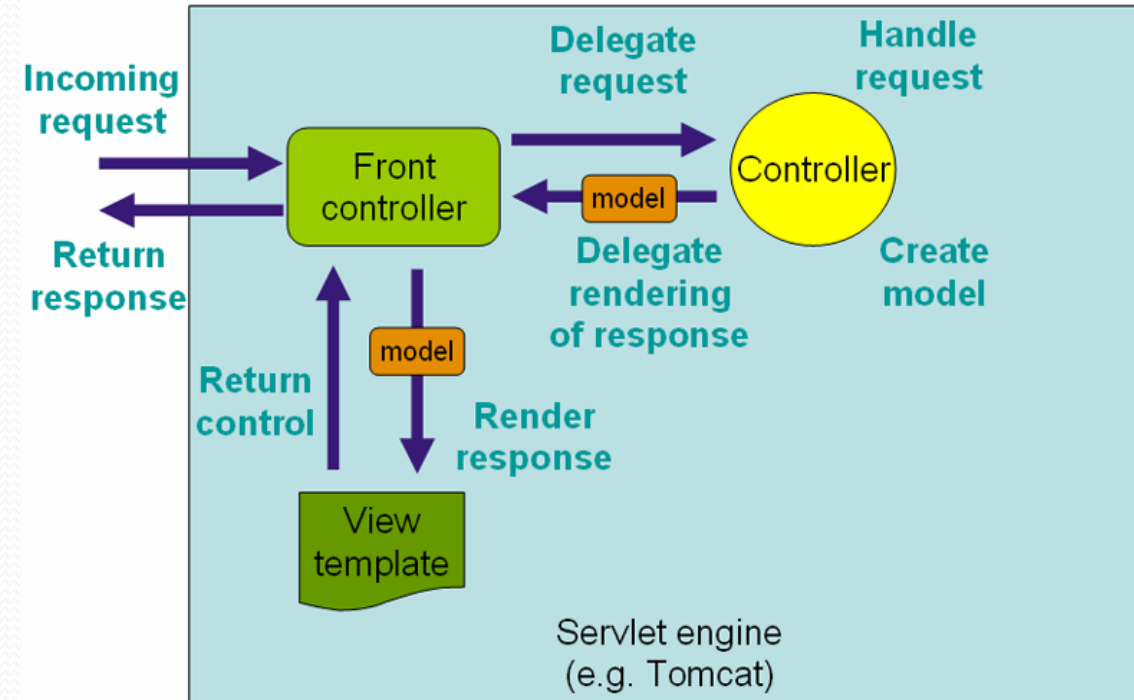 Incoming
request
Return
response
Front
controller
Delegate
request
Handle
request
Controller
model
Delegate
rendering
of response
Create
model
Return
control
model
Render
response
View
template
Servlet engine
(e.g. Tomcat)